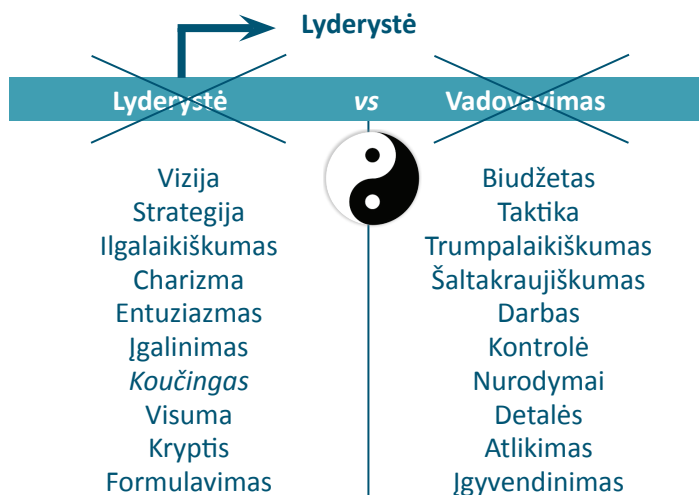 Lyderystė
Lyderystė vs Vadovavimas
Vizija Biudžetas
Strategija Taktika
Ilgalaikiškumas Trumpalaikiškumas
Charizma Šaltakraujiškumas
Entuziazmas Darbas
Įgalinimas Kontrolė
Koučingas Nurodymai
Visuma Detalės
Kryptis Atlikimas
Formulavimas Įgyvendinimas